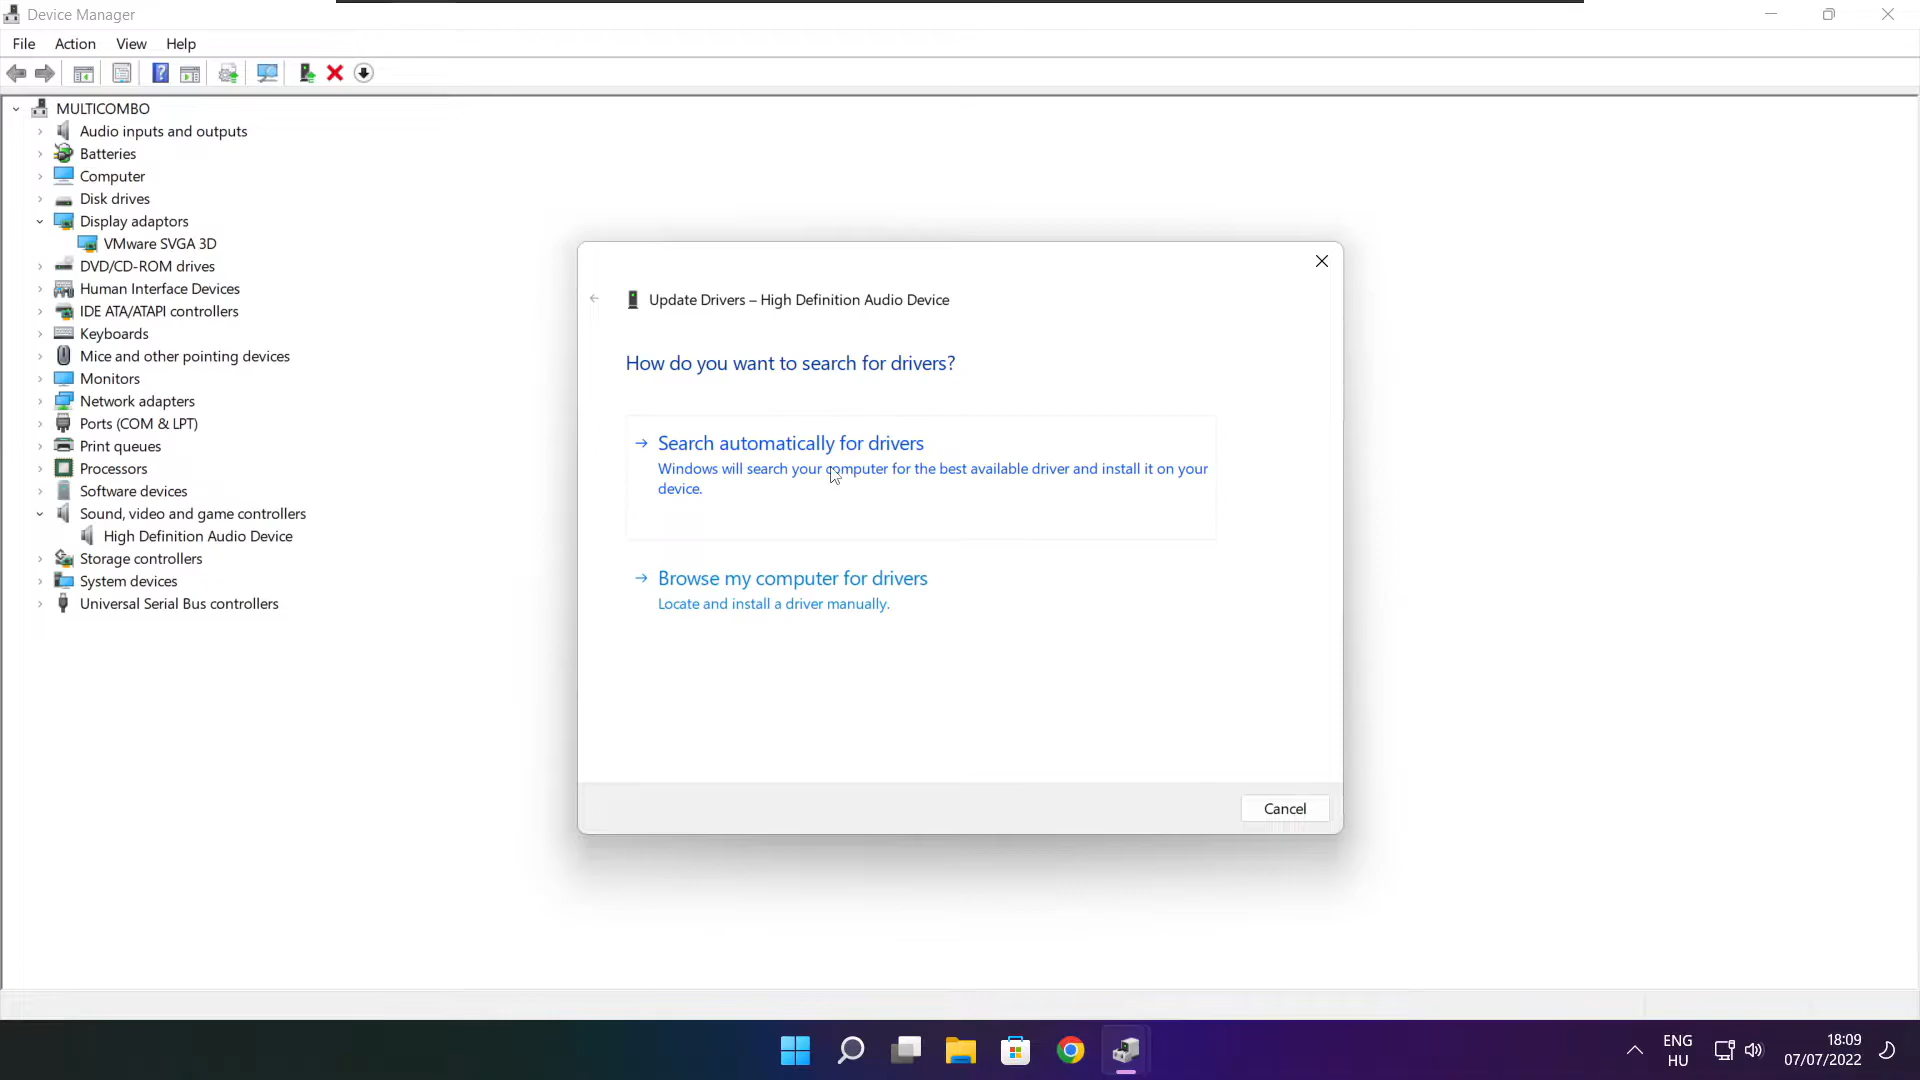 Device Manager
File Action View Help
MULTICOMBO
Audio inputs and outputs
Batteries
Computer
Disk drives
Display adaptors
VMware SVGA 3D
DVD/CD-ROM drives
Human Interface Devices
IDE ATA/ATAPI controllers
Keyboards
Mice and other pointing devices
Monitors
Network adapters
Ports (COM & LPT)
Print queues
Processors
Software devices
Sound, video and game controllers
High Definition Audio Device
Storage controllers
System devices
Universal Serial Bus controllers
Update Drivers – High Definition Audio Device
How do you want to search for drivers?
Search automatically for drivers
Windows will search your computer for the best available driver and install it on your
device.
Browse my computer for drivers
Locate and install a driver manually.
Cancel
ENG
HU
18:09
07/07/2022